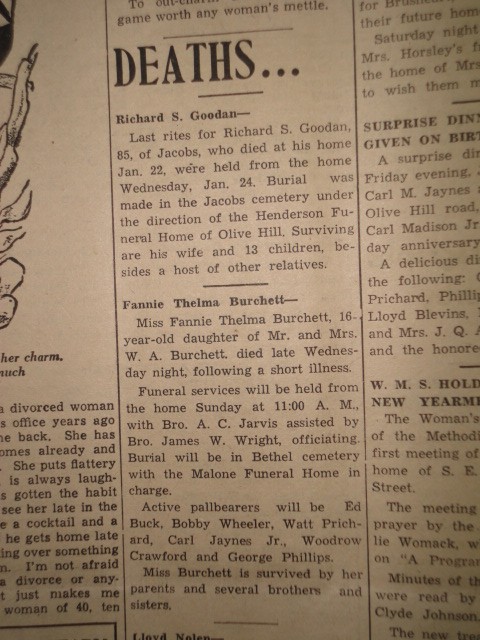 To out-charm
game worth any woman's mettle.
DEATHS...
Richard S. Goodan—
Last rites for Richard S. Goodan,
85, of Jacobs, who died at his home
Jan. 22, were held from the home
Wednesday, Jan. 24. Burial was
made in the Jacobs cemetery under
the direction of the Henderson Fu-
neral Home of Olive Hill, Surviving
are his wife and 13 children, be-
sides a host of other relatives.
Fannie Thelma Burchett—
Miss Fannie Thelma Burchett, 16-
year-old daughter of Mr. and Mrs.
W. A. Burchett, died late Wednes-
day night, following a short illness.
Funeral services will be held from
the home Sunday at 11:00 A. M.,
with Bro. A. C. Jarvis assisted by
Bro. James W. Wright, officiating.
Burial will be in Bethel cemetery
with the Malone Funeral Home in
charge.
Active pallbearers will be Ed
Buck, Bobby Wheeler, Watt Prich-
ard, Carl Jaynes Jr., Woodrow
Crawford and George Phillips.
Miss Burchett is survived by her
parents and several brothers and
sisters.
Lloyd Nolen—
her charm.
much
a divorced woman
s office years ago
he back. She has
omes already and
. She puts flattery
is always laugh-
s gotten the habit
see her late in the
e a cocktail and a
he gets home late
ing over something
n. I'm not afraid
a divorce or any-
t just makes me
woman of 40, ten
for
their future hom
Saturday night
Mrs. Horsley's f
the home of Mrs
to wish them m
SURPRISE DIN
GIVEN ON BIRT
A surprise din
Friday evening,
Carl M. Jaynes
Olive Hill road,
Carl Madison Jr
day anniversary
A delicious di
the following:
Prichard, Phillip
Lloyd Blevins,
and Mrs. J. Q. A
and the honore
W. M. S. HOLD
NEW YEARME
The Woman's
of the Methodi
first meeting of
home of S. E.
Street.
The meeting
prayer by the
lie Womack, w
on "A Progra
Minutes of th
were read by
Clyde Johnson,
The new tre